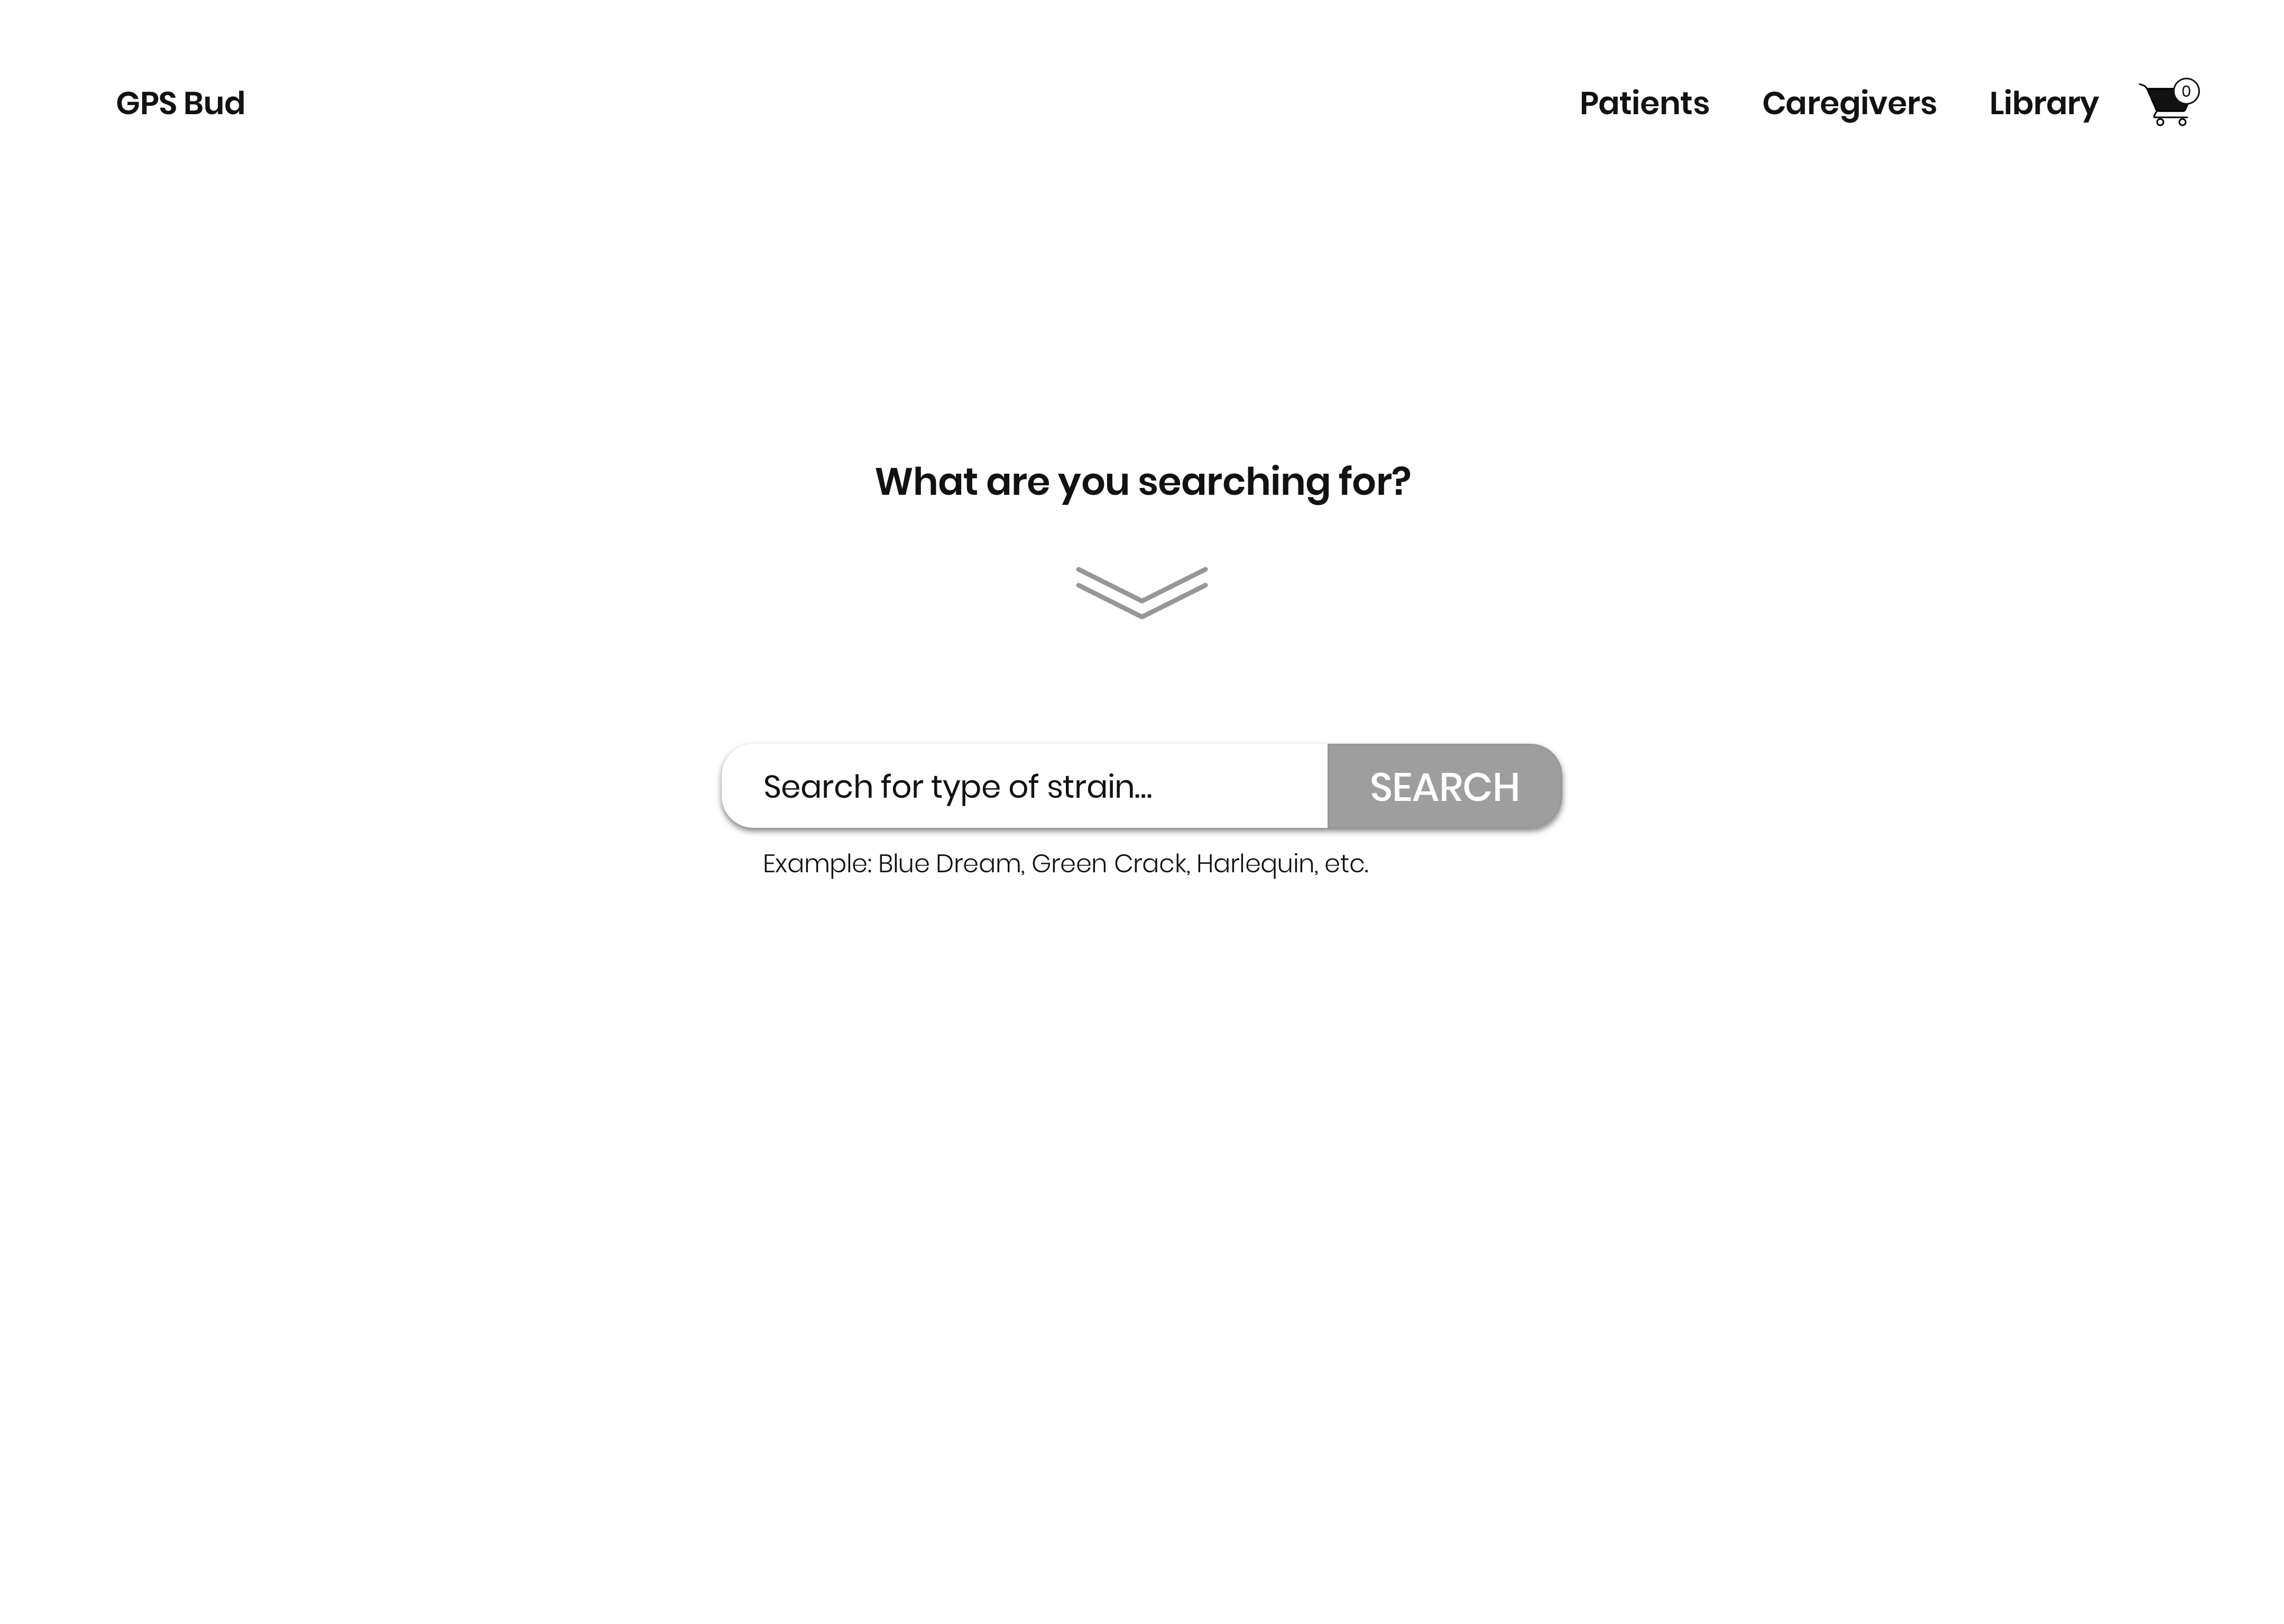 GPS Bud
Patients
Caregivers
Library
0
What are you searching for?
Search for type of strain...
SEARCH
Example: Blue Dream, Green Crack, Harlequin, etc.